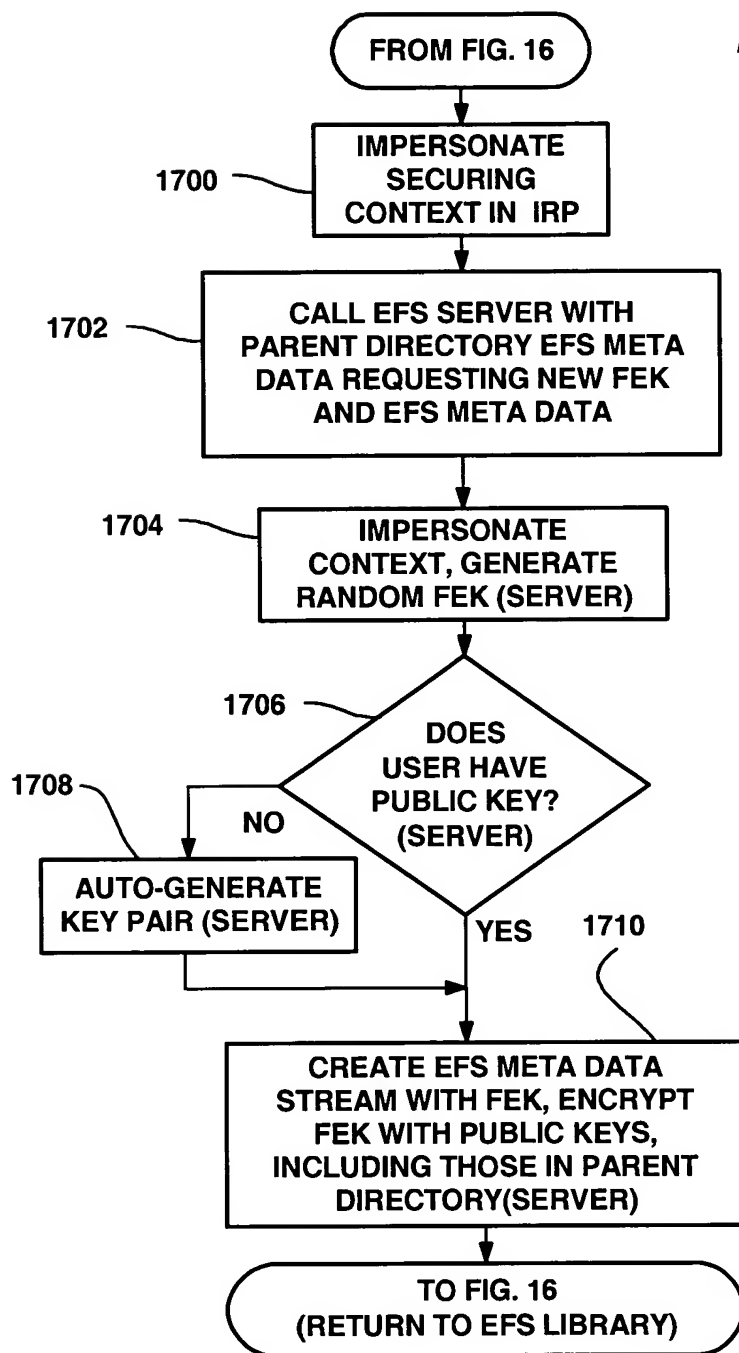 FROM FIG. 16
1700
IMPERSONATE
SECURING
CONTEXT IN IRP
1702
CALL EFS SERVER WITH
PARENT DIRECTORY EFS META
DATA REQUESTING NEW FEK
AND EFS META DATA
1704
IMPERSONATE
CONTEXT, GENERATE
RANDOM FEK (SERVER)
1706
DOES
USER HAVE
PUBLIC KEY?
(SERVER)
1708
NO
AUTO-GENERATE
KEY PAIR (SERVER)
YES
1710
CREATE EFS META DATA
STREAM WITH FEK, ENCRYPT
FEK WITH PUBLIC KEYS,
INCLUDING THOSE IN PARENT
DIRECTORY(SERVER)
TO FIG. 16
(RETURN TO EFS LIBRARY)